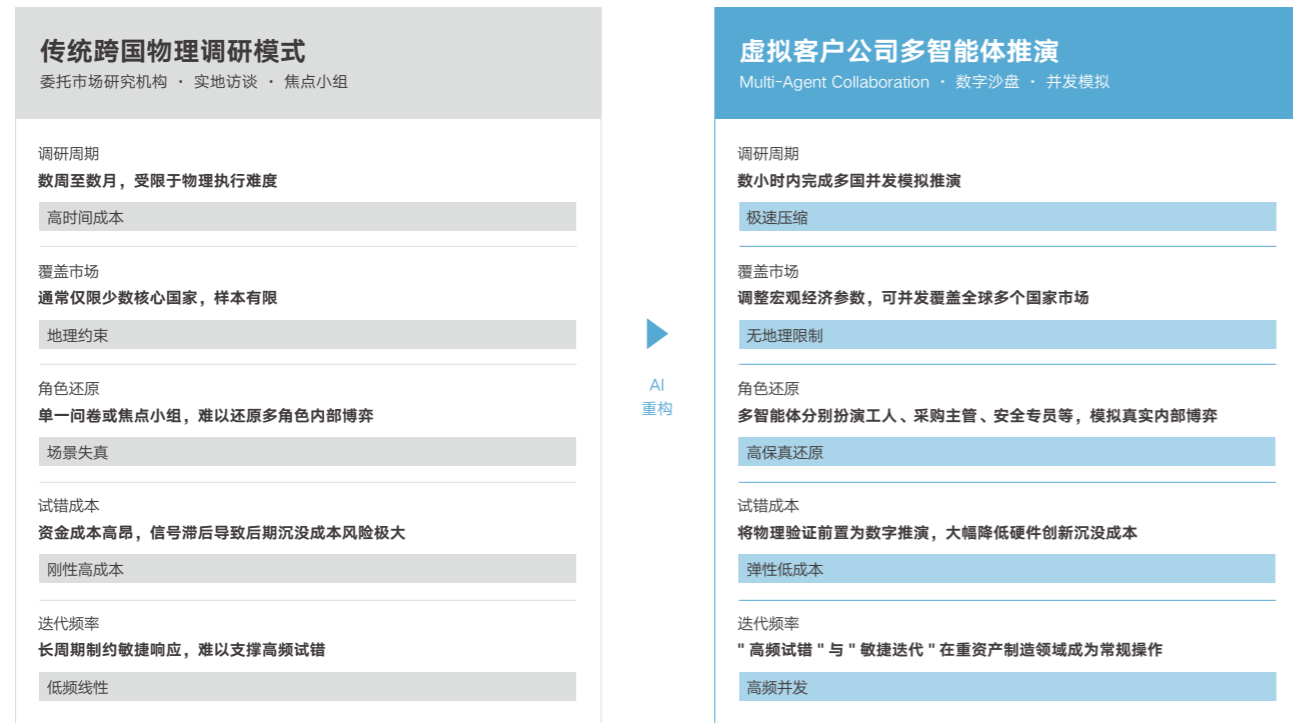 传统跨国物理调研模式
委托市场研究机构 · 实地访谈 · 焦点小组
调研周期
数周至数月，受限于物理执行难度
高时间成本
覆盖市场
通常仅限少数核心国家，样本有限
地理约束
角色还原
单一问卷或焦点小组，难以还原多角色内部博弈
场景失真
试错成本
资金成本高昂，信号滞后导致后期沉没成本风险极大
刚性高成本
迭代频率
长周期制约敏捷响应，难以支撑高频试错
低频线性
AI
重构
虚拟客户公司多智能体推演
Multi-Agent Collaboration · 数字沙盘 · 并发模拟
调研周期
数小时内完成多国并发模拟推演
极速压缩
覆盖市场
调整宏观经济参数，可并发覆盖全球多个国家市场
无地理限制
角色还原
多智能体分别扮演工人、采购主管、安全专员等，模拟真实内部博弈
高保真还原
试错成本
将物理验证前置为数字推演，大幅降低硬件创新沉没成本
弹性低成本
迭代频率
"高频试错"与"敏捷迭代"在重资产制造领域成为常规操作
高频并发